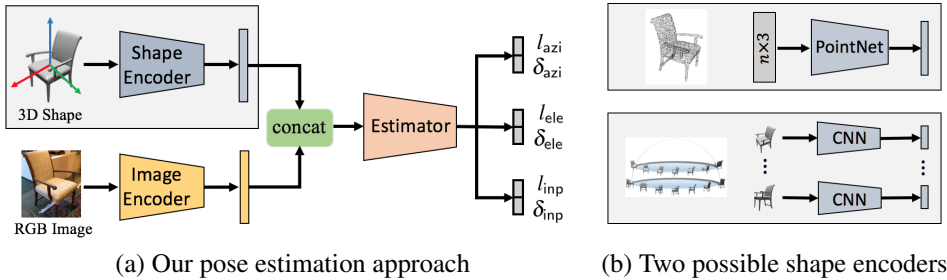 3D Shape
Shape
Encoder
RGB Image
Image
Encoder
concat
Estimator
l_azi
δ_azi
l_ele
δ_ele
l_inp
δ_inp
(a) Our pose estimation approach
n×3
PointNet
CNN
CNN
(b) Two possible shape encoders